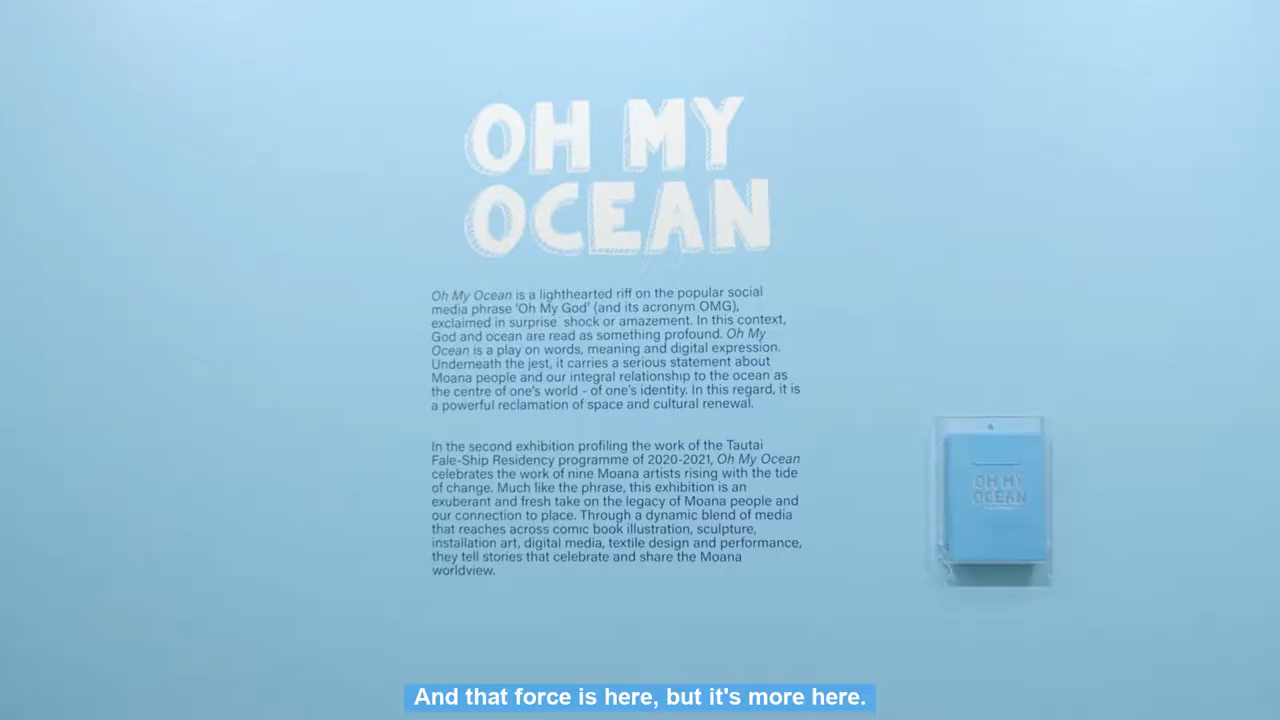 OH MY
OCEAN
Oh My Ocean is a lighthearted riff on the popular social
media phrase ‘Oh My God’ (and its acronym OMG),
exclaimed in surprise shock or amazement. In this context,
God and ocean are read as something profound. Oh My
Ocean is a play on words, meaning and digital expression.
Underneath the jest, it carries a serious statement about
Moana people and our integral relationship to the ocean as
the centre of one's world - of one's identity. In this regard, it is
a powerful reclamation of space and cultural renewal.
In the second exhibition profiling the work of the Tautai
Fale-Ship Residency programme of 2020-2021, Oh My Ocean
celebrates the work of nine Moana artists rising with the tide
of change. Much like the phrase, this exhibition is an
exuberant and fresh take on the legacy of Moana people and
our connection to place. Through a dynamic blend of media
that reaches across comic book illustration, sculpture,
installation art, digital media, textile design and performance,
they tell stories that celebrate and share the Moana
worldview.
OH MY
OCEAN
And that force is here, but it's more here.